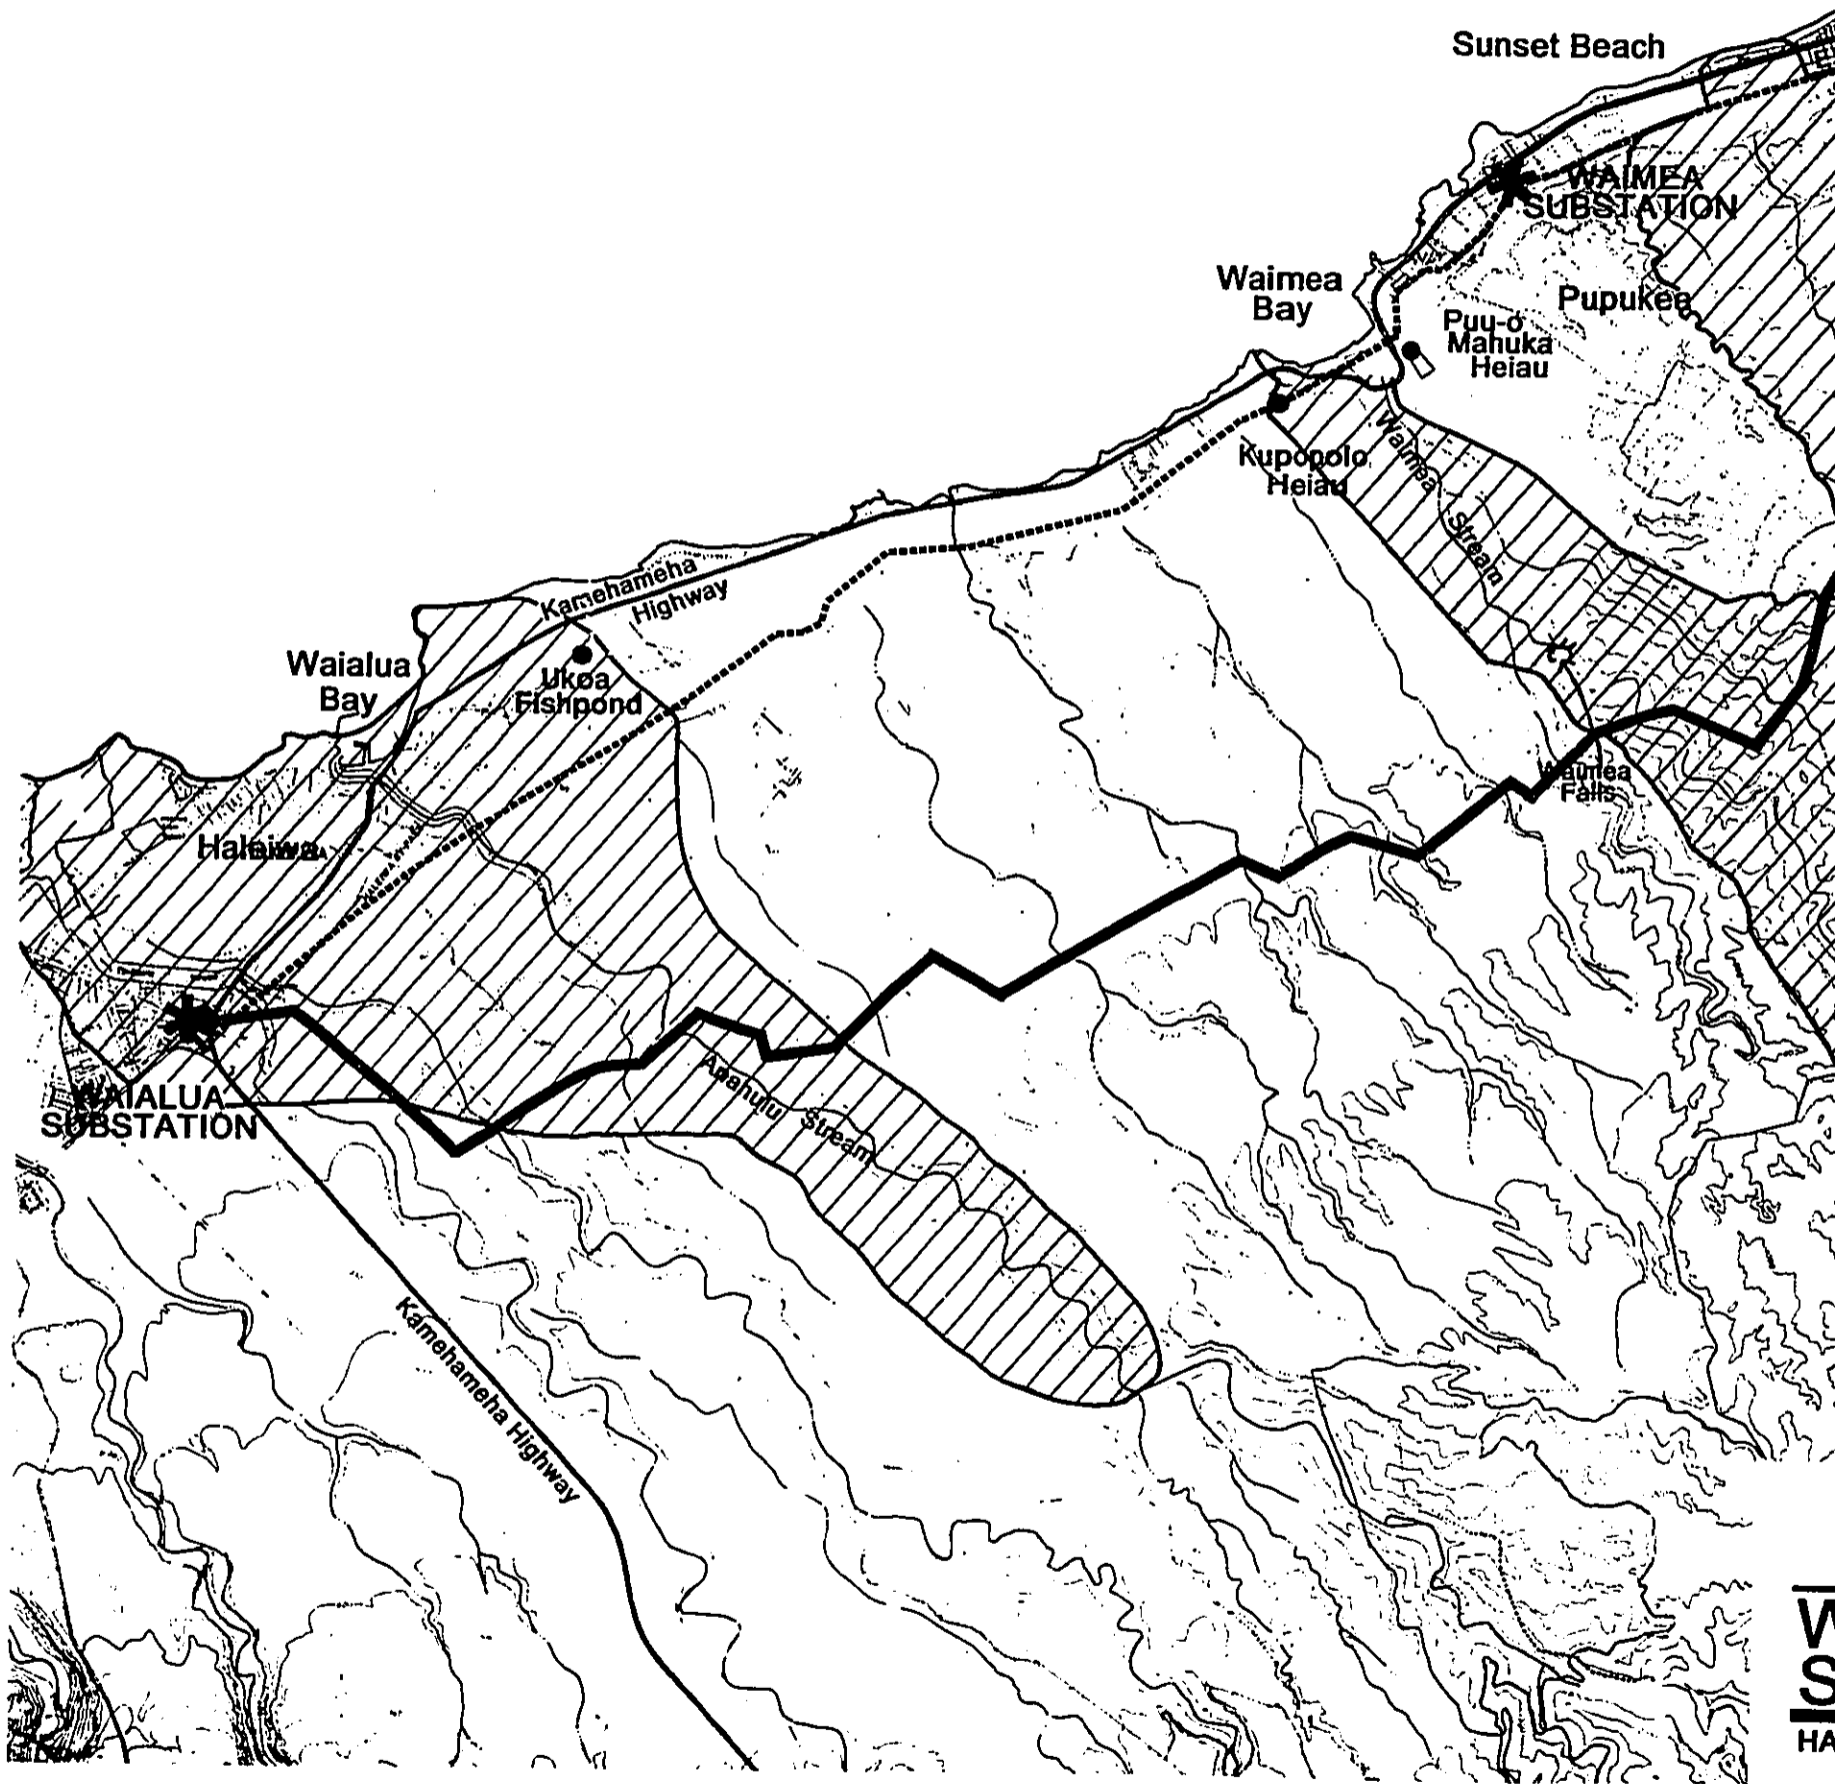 Sunset Beach
WAIMEA
SUBSTATION
Waimea
Bay
Pupukea
Puu-o
Mahuka
Heiau
Kupopolo
Heiau
Waimea
Stream
Kamehameha
Highway
Waialua
Bay
Ukoa
Fishpond
Waimea
Falls
Haleiwa
WAIALUA
SUBSTATION
Anahulu
Stream
Kamehameha Highway
W
S
HA